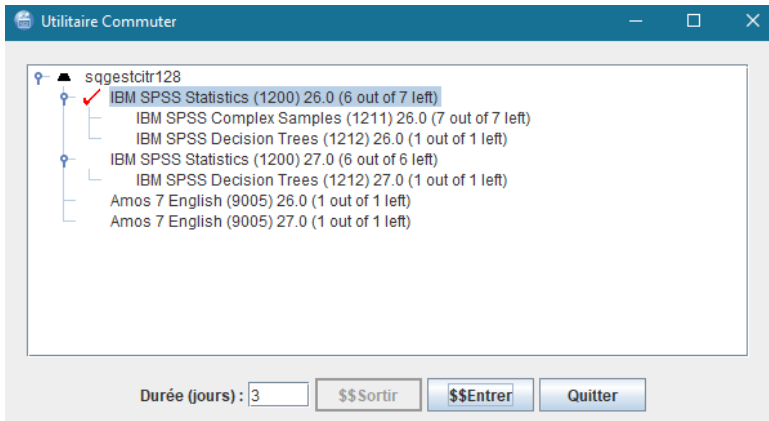 Utilitaire Commuter
sqgestcitr128
IBM SPSS Statistics (1200) 26.0 (6 out of 7 left)
IBM SPSS Complex Samples (1211) 26.0 (7 out of 7 left)
IBM SPSS Decision Trees (1212) 26.0 (1 out of 1 left)
IBM SPSS Statistics (1200) 27.0 (6 out of 6 left)
IBM SPSS Decision Trees (1212) 27.0 (1 out of 1 left)
Amos 7 English (9005) 26.0 (1 out of 1 left)
Amos 7 English (9005) 27.0 (1 out of 1 left)
Durée (jours) : 3 $$Sortir $$Entrer Quitter